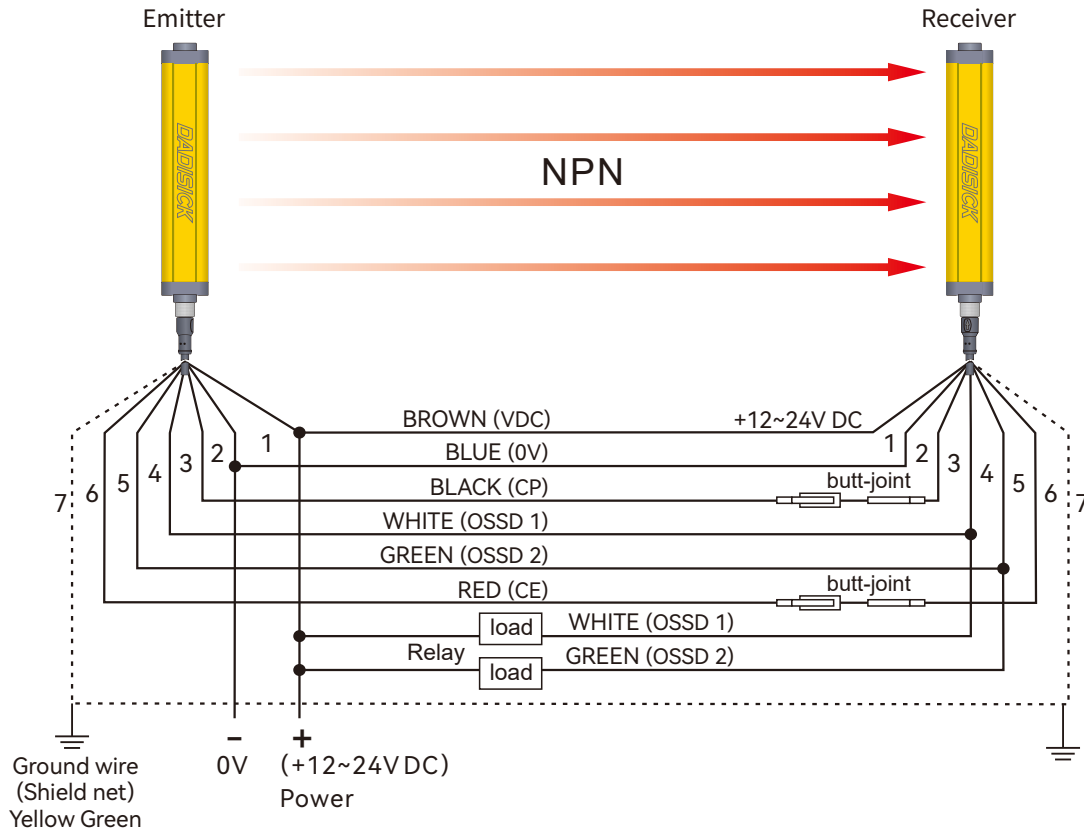 Emitter
Receiver
DADISICK
DADISICK
NPN
BROWN (VDC)
+12~24V DC
1
1
BLUE (0V)
2
2
BLACK (CP)
butt-joint
3
3
WHITE (OSSD 1)
4
4
GREEN (OSSD 2)
5
5
RED (CE)
butt-joint
6
6
7
7
load
WHITE (OSSD 1)
Relay
load
GREEN (OSSD 2)
-
+
0V
(+12~24V DC)
Power
Ground wire
(Shield net)
Yellow Green